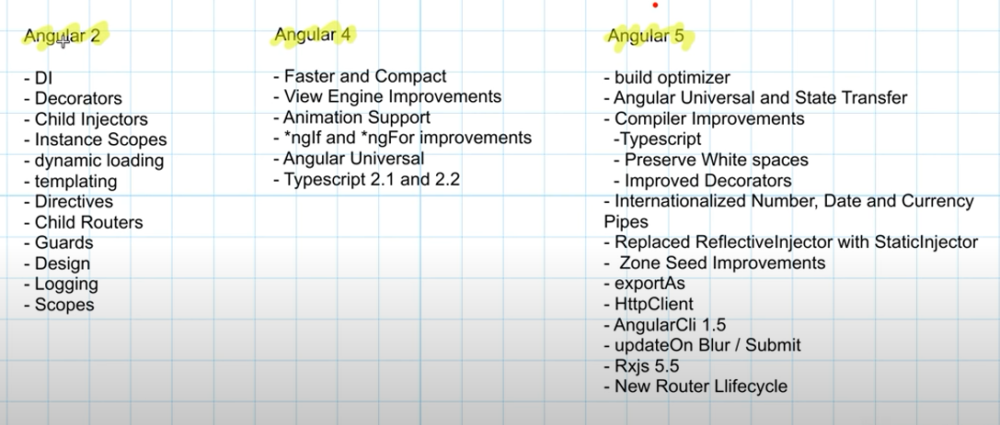 Angular 2
- DI
- Decorators
- Child Injectors
- Instance Scopes
- dynamic loading
- templating
- Directives
- Child Routers
- Guards
- Design
- Logging
- Scopes
Angular 4
- Faster and Compact
- View Engine Improvements
- Animation Support
- *ngIf and *ngFor improvements
- Angular Universal
- Typescript 2.1 and 2.2
Angular 5
- build optimizer
- Angular Universal and State Transfer
- Compiler Improvements
-Typescript
- Preserve White spaces
- Improved Decorators
- Internationalized Number, Date and Currency
Pipes
- Replaced ReflectiveInjector with StaticInjector
- Zone Seed Improvements
- exportAs
- HttpClient
- AngularCli 1.5
- updateOn Blur / Submit
- Rxjs 5.5
- New Router Llifecycle